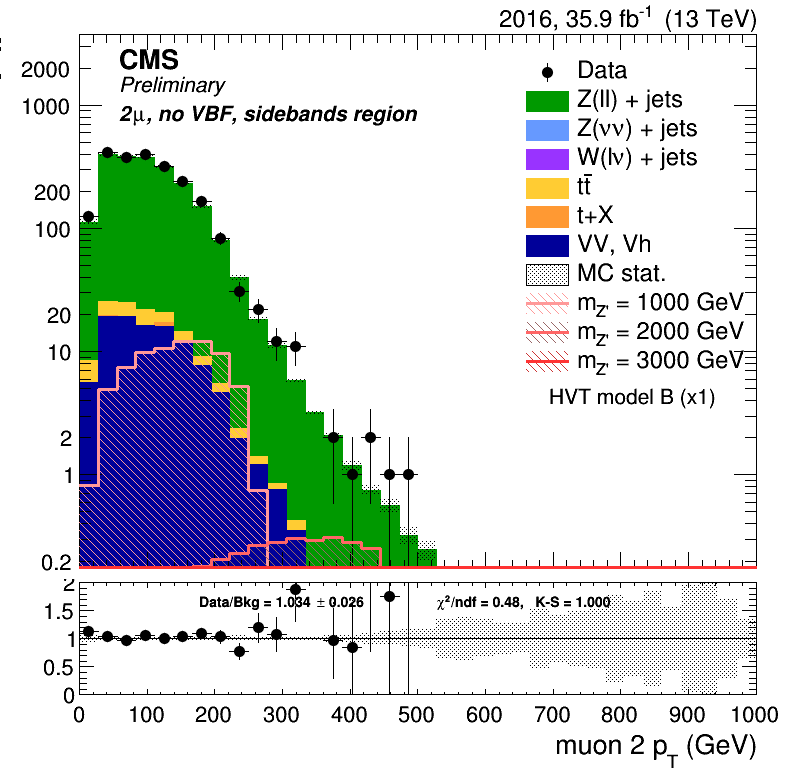 2016, 35.9 fb⁻¹ (13 TeV)
CMS
Preliminary
2μ, no VBF, sidebands region
Data
Z(ll) + jets
Z(νν) + jets
W(lν) + jets
tt̄
t+X
VV, Vh
MC stat.
m_Z' = 1000 GeV
m_Z' = 2000 GeV
m_Z' = 3000 GeV
HVT model B (x1)
2000
1000
200
100
20
10
2
1
0.2
Data/Bkg = 1.034 ± 0.026
χ²/ndf = 0.48, K-S = 1.000
2
1.5
1
0.5
0
0 100 200 300 400 500 600 700 800 900 1000
muon 2 p_T (GeV)